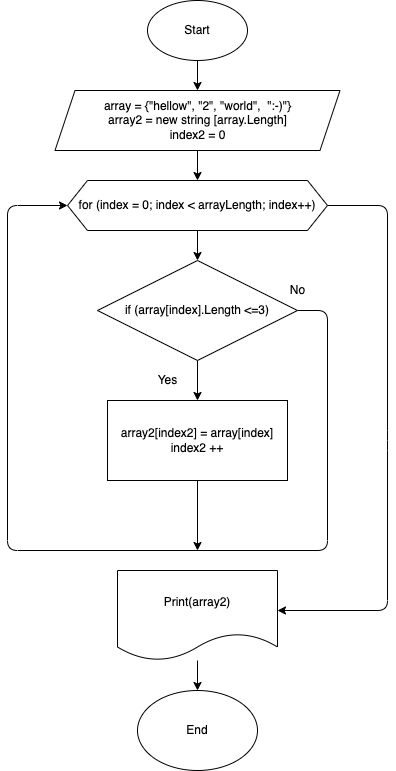 Start
array = {"hellow", "2", "world",  ":-)"}
array2 = new string [array.Length]
index2 = 0
for (index = 0; index < arrayLength; index++)
No
if (array[index].Length <=3)
Yes
array2[index2] = array[index]
index2 ++
Print(array2)
End